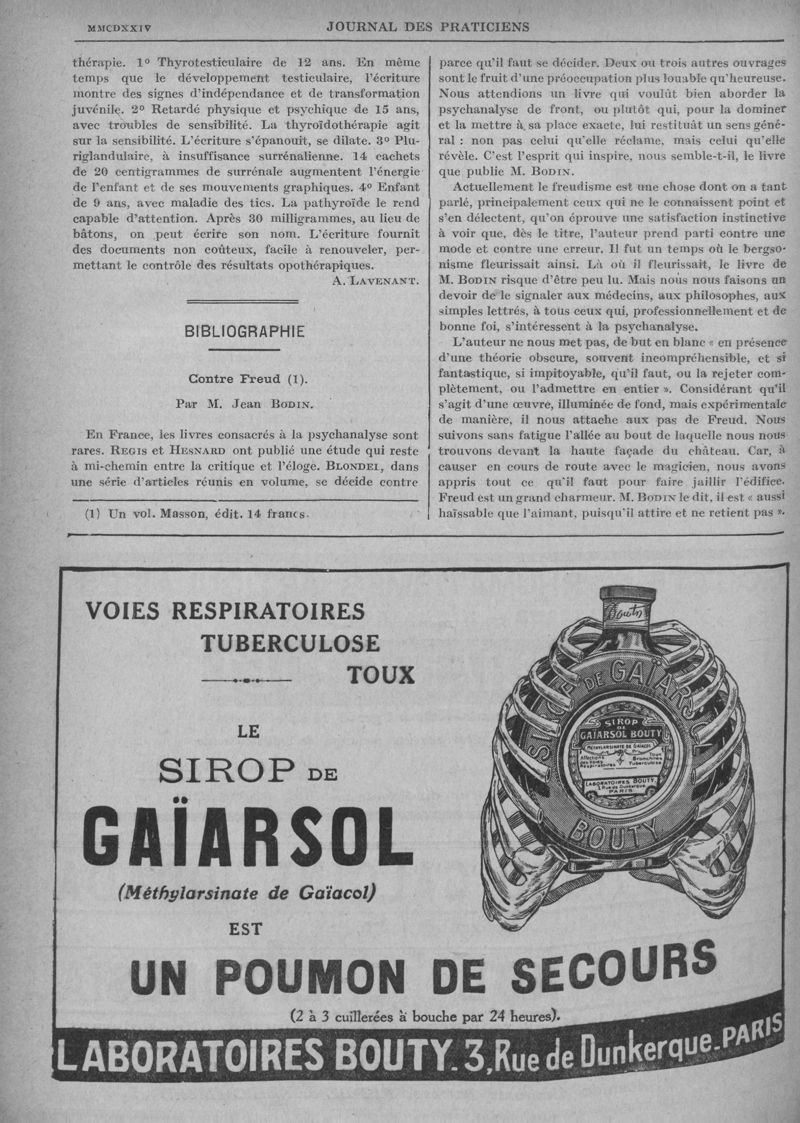 MMCDXXIV
JOURNAL DES PRATICIENS
thérapie. 1º Thyrotesticulaire de 12 ans. En même
temps que le développement testiculaire, l'écriture
montre des signes d'indépendance et de transformation
juvénile. 2º Retardé physique et psychique de 15 ans,
avec troubles de sensibilité. La thyroïdothérapie agit
sur la sensibilité. L'écriture s'épanouit, se dilate. 3º Plu-
riglandulaire, à insuffisance surrénalienne. 14 cachets
de 20 centigrammes de surrénale augmentent l'énergie
de l'enfant et de ses mouvements graphiques. 4º Enfant
de 9 ans, avec maladie des tics. La pathyroïde le rend
capable d'attention. Après 30 milligrammes, au lieu de
bâtons, on peut écrire son nom. L'écriture fournit
des documents non coûteux, facile à renouveler, per-
mettant le contrôle des résultats opothérapiques.
A. LAVENANT.
BIBLIOGRAPHIE
Contre Freud (1).
Par M. Jean BODIN.
En France, les livres consacrés à la psychanalyse sont
rares. REGIS et HESNARD ont publié une étude qui reste
à mi-chemin entre la critique et l'éloge. BLONDEL, dans
une série d'articles réunis en volume, se décide contre
(1) Un vol. Masson, édit. 14 francs.
parce qu'il faut se décider. Deux ou trois autres ouvrages
sont le fruit d'une préoccupation plus louable qu'heureuse.
Nous attendions un livre qui voulût bien aborder la
psychanalyse de front, ou plutôt qui, pour la dominer
et la mettre à sa place exacte, lui restituât un sens géné-
ral : non pas celui qu'elle réclame, mais celui qu'elle
révèle. C'est l'esprit qui inspire, nous semble-t-il, le livre
que publie M. BODIN.
Actuellement le freudisme est une chose dont on a tant
parlé, principalement ceux qui ne le connaissent point et
s'en délectent, qu'on éprouve une satisfaction instinctive
à voir que, dès le titre, l'auteur prend parti contre une
mode et contre une erreur. Il fut un temps où le bergso-
nisme fleurissait ainsi. Là où il fleurissait, le livre de
M. BODIN risque d'être peu lu. Mais nous nous faisons un
devoir de le signaler aux médecins, aux philosophes, aux
simples lettrés, à tous ceux qui, professionnellement et de
bonne foi, s'intéressent à la psychanalyse.
L'auteur ne nous met pas, de but en blanc « en présence
d'une théorie obscure, souvent incompréhensible, et si
fantastique, si impitoyable, qu'il faut, ou la rejeter com-
plètement, ou l'admettre en entier ». Considérant qu'il
s'agit d'une œuvre, illuminée de fond, mais expérimentale
de manière, il nous attache aux pas de Freud. Nous
suivons sans fatigue l'allée au bout de laquelle nous nous
trouvons devant la haute façade du château. Car, à
causer en cours de route avec le magicien, nous avons
appris tout ce qu'il faut pour faire jaillir l'édifice.
Freud est un grand charmeur. M. BODIN le dit, il est « aussi
haïssable que l'aimant, puisqu'il attire et ne retient pas ».
VOIES RESPIRATOIRES
TUBERCULOSE
TOUX
LE
SIROP DE
GAÏARSOL
(Méthylarsinate de Gaïacol)
EST
UN POUMON DE SECOURS
(2 à 3 cuillerées à bouche par 24 heures).
LABORATOIRES BOUTY. 3, Rue de Dunkerque_PARIS
Bouty
SIROP DE GAÏARSOL
BOUTY
SIROP
DE
GAÏARSOL BOUTY
MÉTHYLARSINATE DE GAÏACOL
Affections
des Voies
Respiratoires
Toux
Bronchites
Tuberculose
LABORATOIRES BOUTY
3 Rue de Dunkerque
PARIS